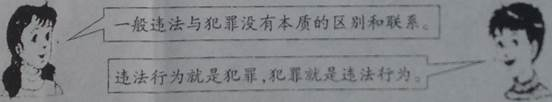 一般违法与犯罪没有本质的区别和联系。
违法行为就是犯罪,犯罪就是违法行为。